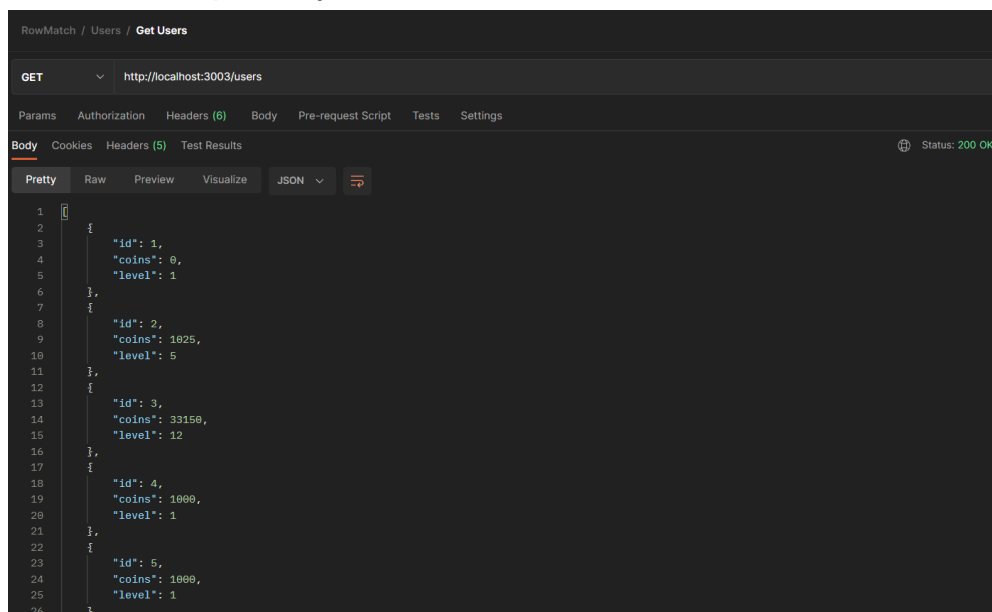 RowMatch / Users / Get Users
GET http://localhost:3003/users
Params Authorization Headers (6) Body Pre-request Script Tests Settings
Body Cookies Headers (5) Test Results Status: 200 OK
Pretty Raw Preview Visualize JSON
1 [
2 {
3 "id": 1,
4 "coins": 0,
5 "level": 1
6 },
7 {
8 "id": 2,
9 "coins": 1025,
10 "level": 5
11 },
12 {
13 "id": 3,
14 "coins": 33150,
15 "level": 12
16 },
17 {
18 "id": 4,
19 "coins": 1000,
20 "level": 1
21 },
22 {
23 "id": 5,
24 "coins": 1000,
25 "level": 1
26 }